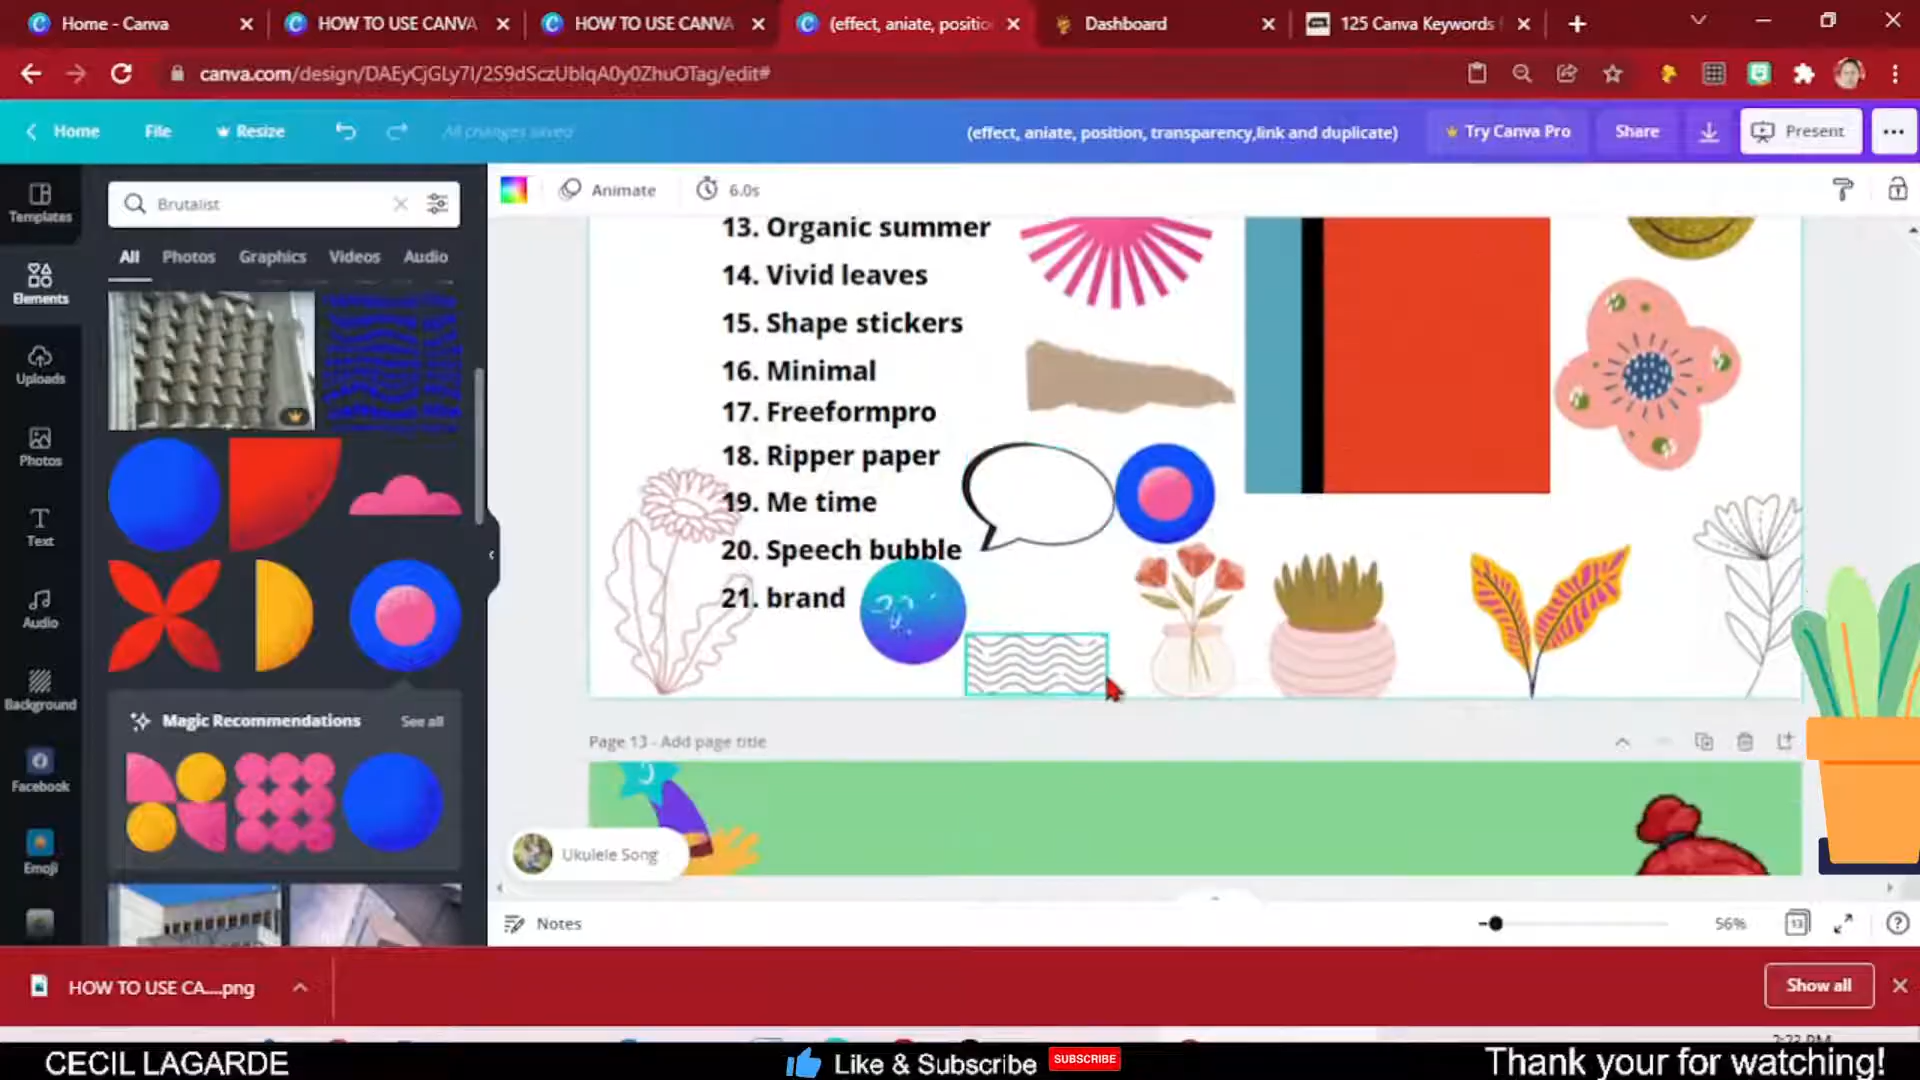 Home - Canva
HOW TO USE CANVA
HOW TO USE CANVA
(effect, aniate, positio
Dashboard
125 Canva Keywords
canva.com/design/DAEyCjGLy7I/2S9dSczUbIqA0y0ZhuOTag/edit#
Home
File
Resize
All changes saved
(effect, aniate, position, transparency,link and duplicate)
Try Canva Pro
Share
Present
Templates
Elements
Uploads
Photos
Text
Audio
Background
Facebook
Emoji
Brutalist
All
Photos
Graphics
Videos
Audio
Magic Recommendations
See all
Animate
6.0s
13. Organic summer
14. Vivid leaves
15. Shape stickers
16. Minimal
17. Freeformpro
18. Ripper paper
19. Me time
20. Speech bubble
21. brand
Page 13 - Add page title
Ukulele Song
Notes
56%
13
HOW TO USE CA....png
Show all
CECIL LAGARDE
Like & Subscribe
SUBSCRIBE
Thank your for watching!